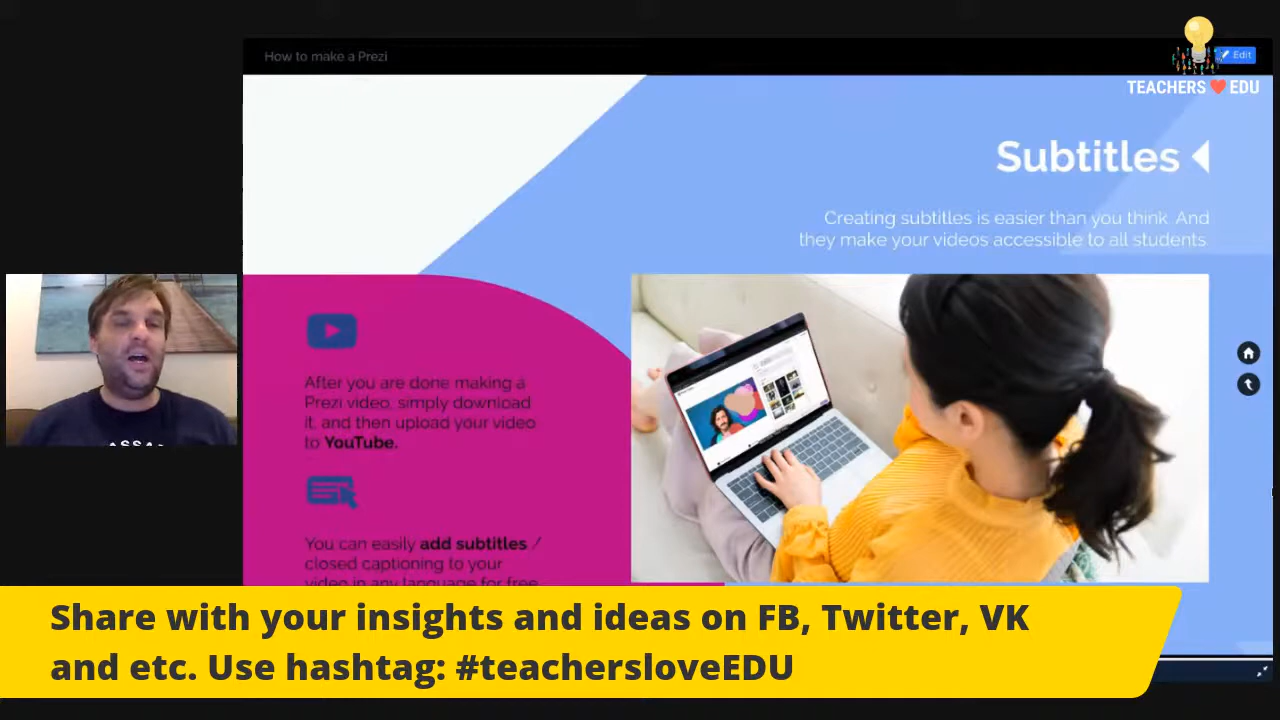 How to make a Prezi
Edit
TEACHERS EDU
Subtitles
Creating subtitles is easier than you think. And
they make your videos accessible to all students.
After you are done making a
Prezi video, simply download
it, and then upload your video
to YouTube.
You can easily add subtitles /
closed captioning to your
video in any language for free
ASSA
Share with your insights and ideas on FB, Twitter, VK
and etc. Use hashtag: #teachersloveEDU